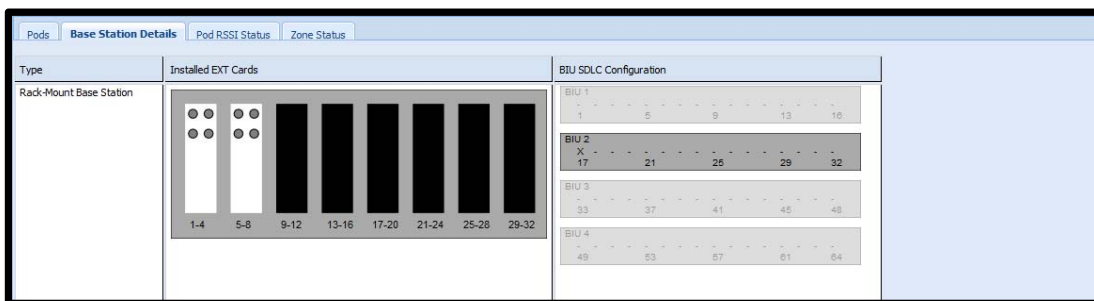 Pods Base Station Details Pod RSSI Status Zone Status
Type Installed EXT Cards BIU SDLC Configuration
Rack-Mount Base Station
1-4 5-8 9-12 13-16 17-20 21-24 25-28 29-32
BIU 1
- - - - - - - - - - - - - - - -
1 5 9 13 16
BIU 2
X - - - - - - - - - - - - - - -
17 21 25 29 32
BIU 3
- - - - - - - - - - - - - - - -
33 37 41 45 48
BIU 4
- - - - - - - - - - - - - - - -
49 53 57 61 64